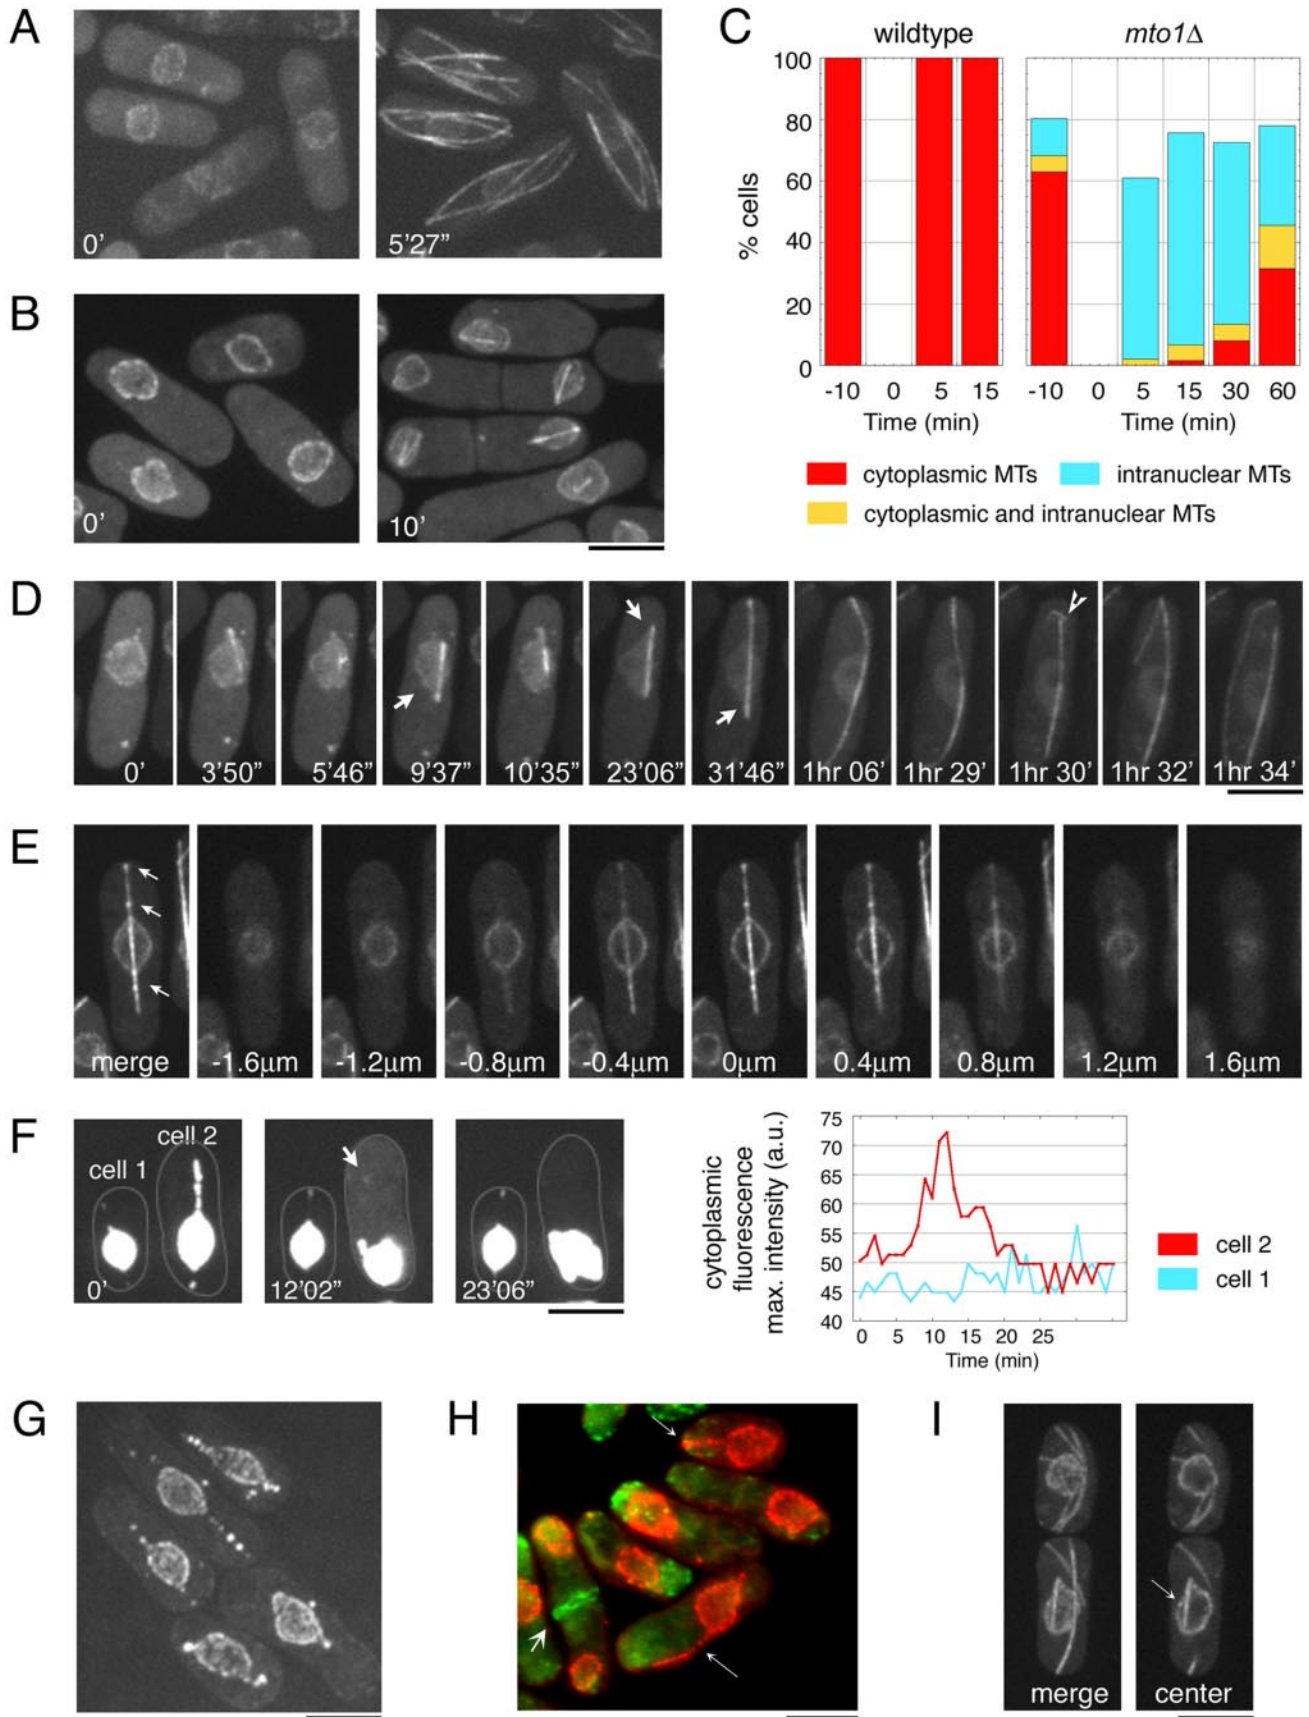 A
0'
5'27"
B
0'
10'
C
wildtype
mto1Δ
% cells
100
80
60
40
20
0
-10 0 5 15
-10 0 5 15 30 60
Time (min)
Time (min)
cytoplasmic MTs
intranuclear MTs
cytoplasmic and intranuclear MTs
D
0'
3'50"
5'46"
9'37"
10'35"
23'06"
31'46"
1hr 06'
1hr 29'
1hr 30'
1hr 32'
1hr 34'
E
merge
-1.6μm
-1.2μm
-0.8μm
-0.4μm
0μm
0.4μm
0.8μm
1.2μm
1.6μm
F
cell 2
cell 1
0'
12'02"
23'06"
cytoplasmic
fluorescence
max. intensity (a.u.)
75
70
65
60
55
50
45
40
0 5 10 15 20 25
Time (min)
cell 2
cell 1
G
H
I
merge
center